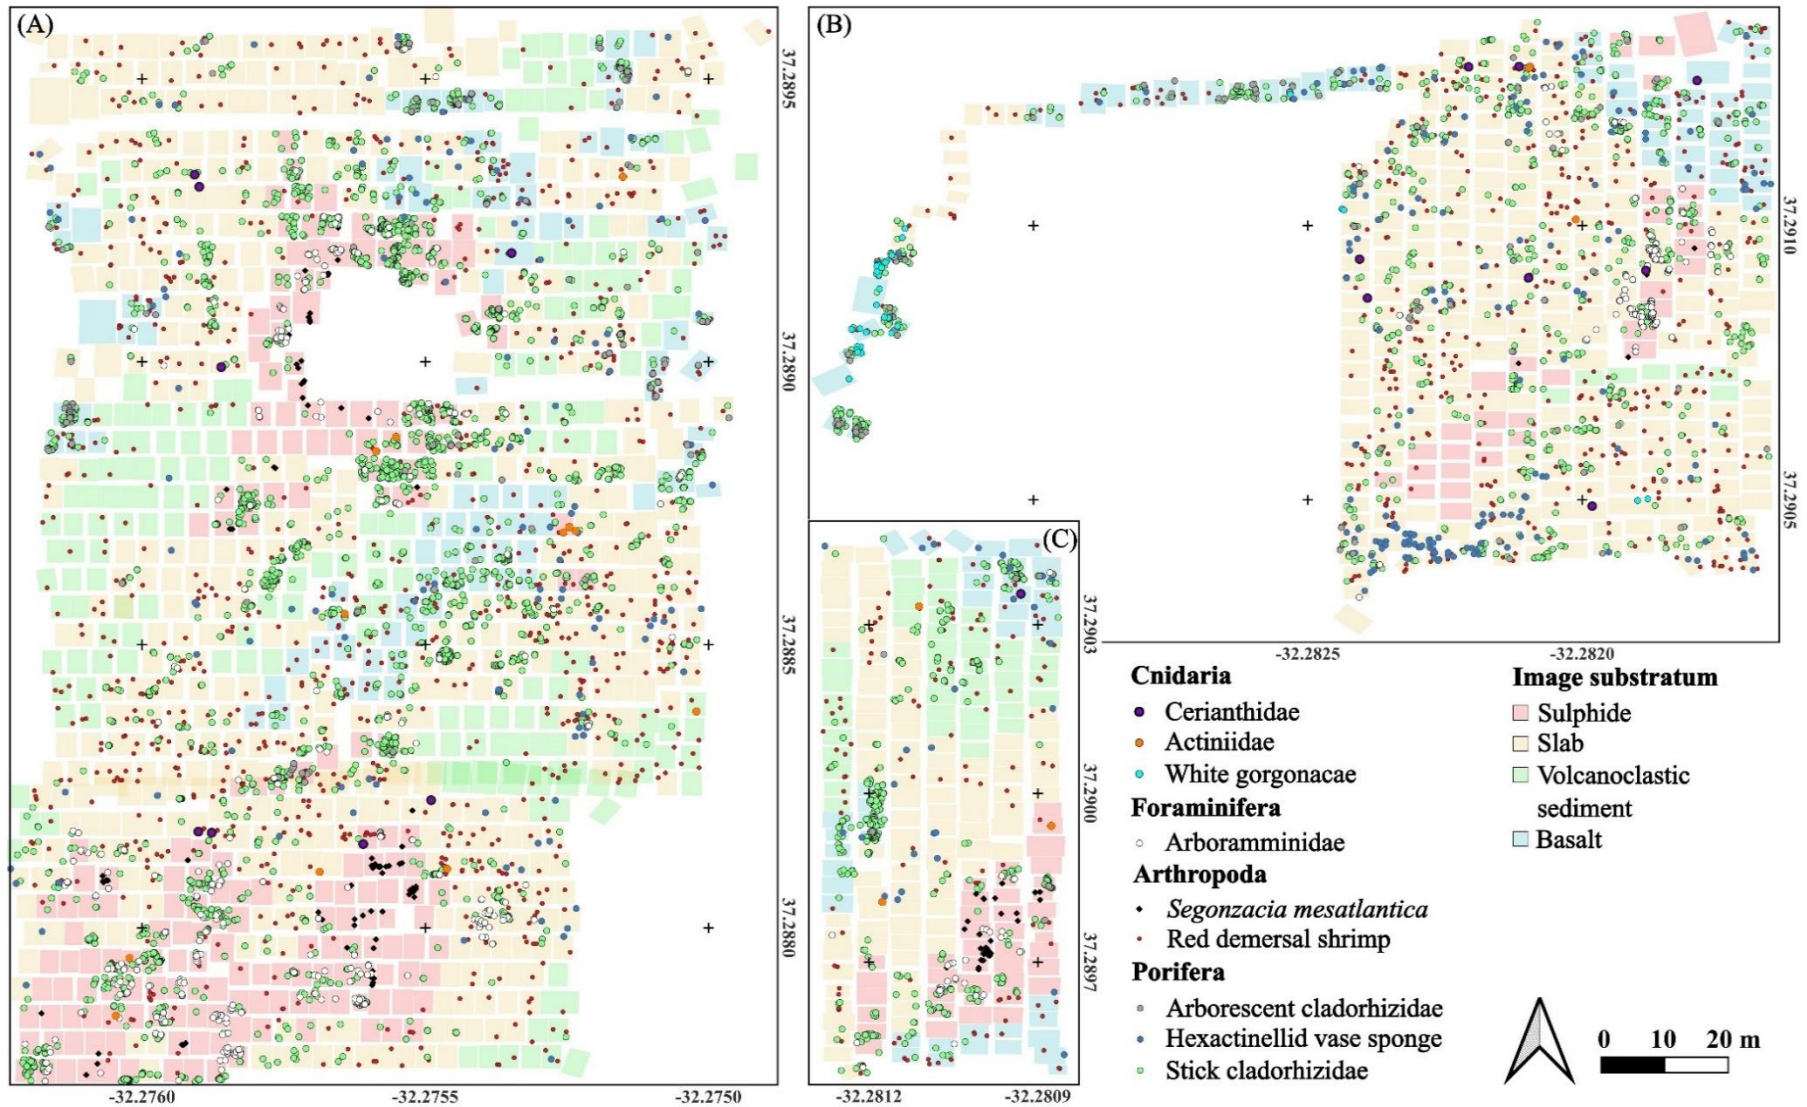 (A)
(B)
(C)
37.2895
37.2890
37.2885
37.2880
-32.2760
-32.2755
-32.2750
37.2910
37.2905
-32.2825
-32.2820
37.2903
37.2900
37.2897
-32.2812
-32.2809
Cnidaria
Cerianthidae
Actiniidae
White gorgonacae
Foraminifera
Arboramminidae
Arthropoda
Segonzacia mesatlantica
Red demersal shrimp
Porifera
Arborescent cladorhizidae
Hexactinellid vase sponge
Stick cladorhizidae
Image substratum
Sulphide
Slab
Volcanoclastic
sediment
Basalt
0 10 20 m